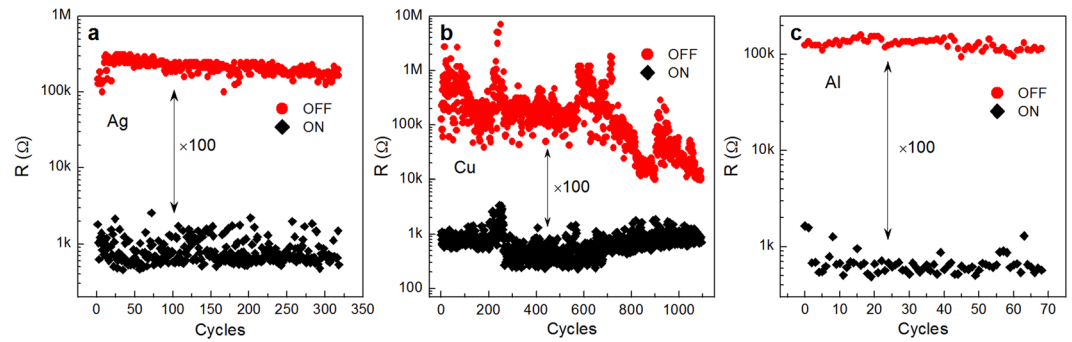 a
1M
100k
10k
1k
R (Ω)
Ag
OFF
ON
×100
0 50 100 150 200 250 300 350
Cycles
b
10M
1M
100k
10k
1k
100
R (Ω)
Cu
OFF
ON
×100
0 200 400 600 800 1000
Cycles
c
100k
10k
1k
R (Ω)
Al
OFF
ON
×100
0 10 20 30 40 50 60 70
Cycles